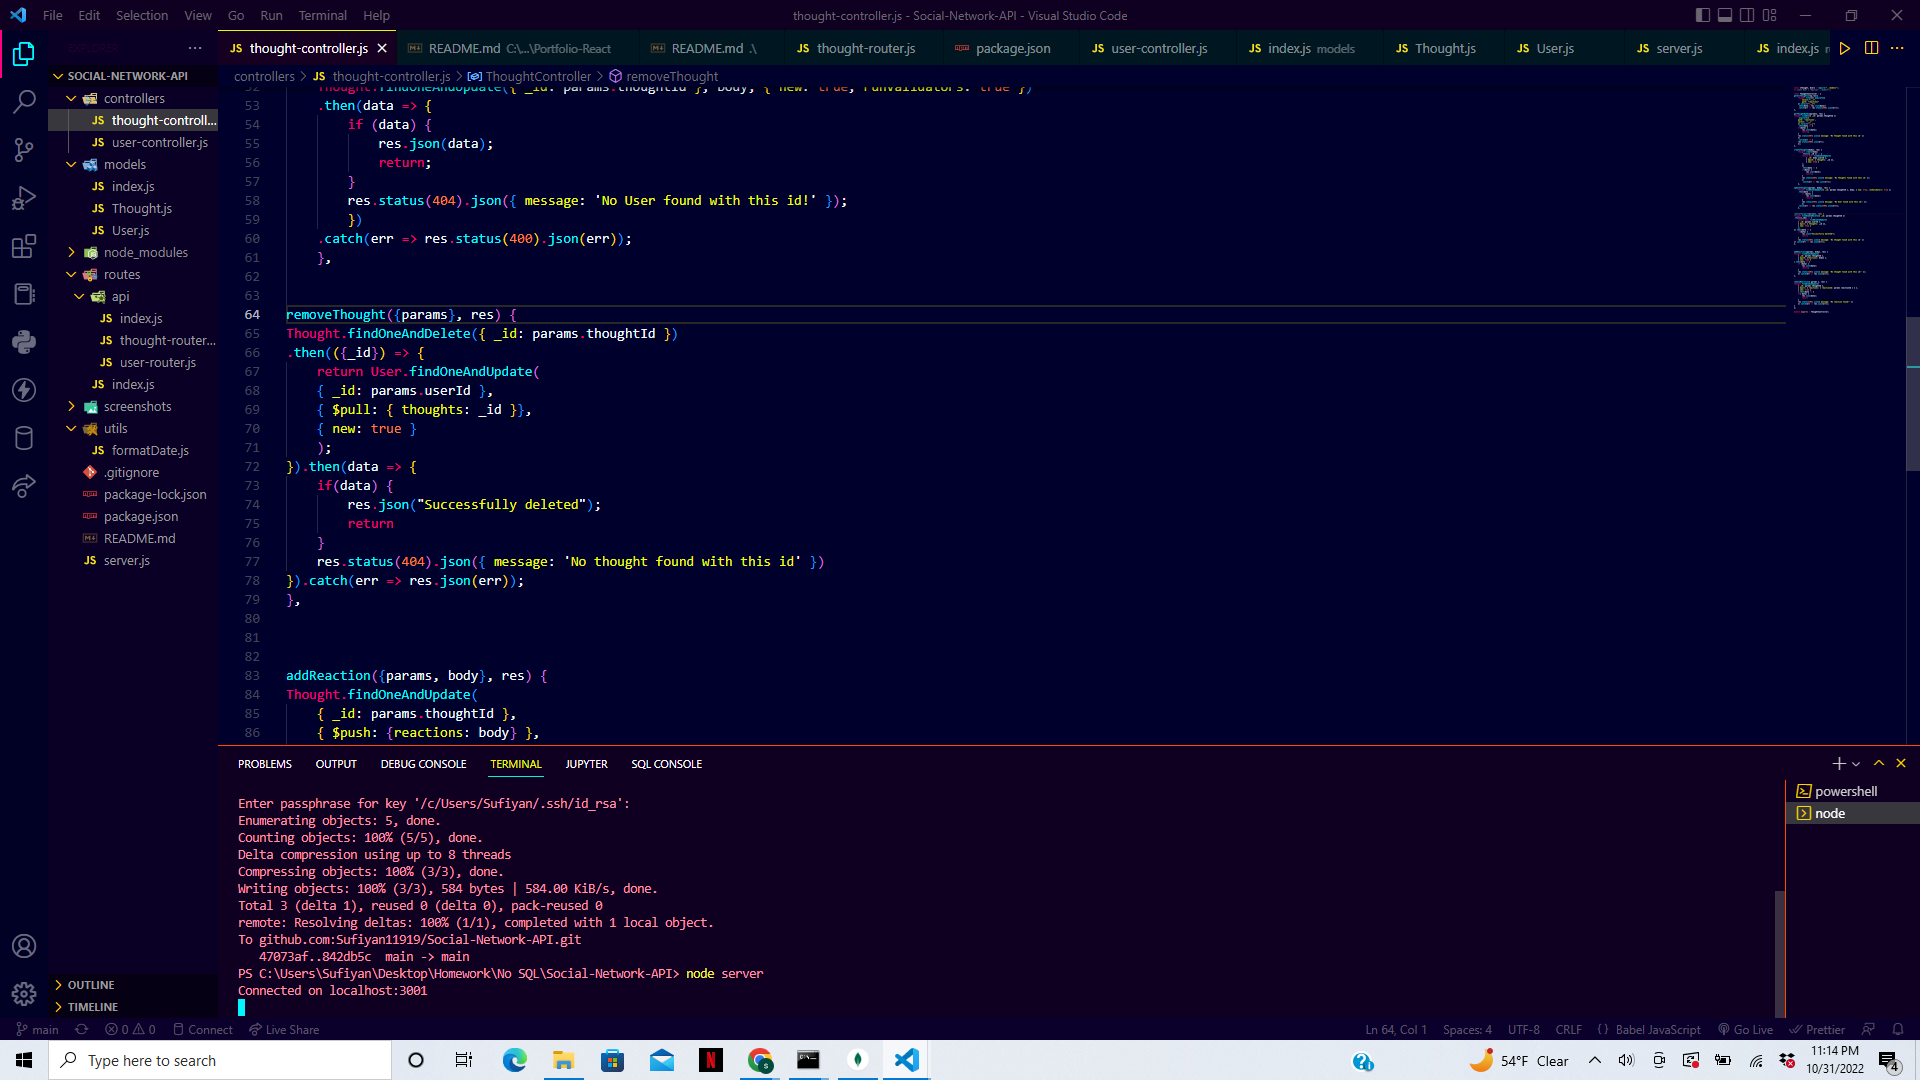 File Edit Selection View Go Run Terminal Help
thought-controller.js - Social-Network-API - Visual Studio Code
EXPLORER
JS thought-controller.js
README.md C:\...\Portfolio-React
README.md .\
JS thought-router.js
package.json
JS user-controller.js
JS index.js models
JS Thought.js
JS User.js
JS server.js
JS index.js
SOCIAL-NETWORK-API
controllers
JS thought-controll...
JS user-controller.js
models
JS index.js
JS Thought.js
JS User.js
node_modules
routes
api
JS index.js
JS thought-router...
JS user-router.js
JS index.js
screenshots
utils
JS formatDate.js
.gitignore
package-lock.json
package.json
README.md
JS server.js
OUTLINE
TIMELINE
controllers > JS thought-controller.js > ThoughtController > removeThought
52 Thought.findOneAndUpdate({ _id: params.thoughtId }, body, { new: true, runValidators: true })
53 .then(data => {
54 if (data) {
55 res.json(data);
56 return;
57 }
58 res.status(404).json({ message: 'No User found with this id!' });
59 })
60 .catch(err => res.status(400).json(err));
61 },
62
63
64 removeThought({params}, res) {
65 Thought.findOneAndDelete({ _id: params.thoughtId })
66 .then(({_id}) => {
67 return User.findOneAndUpdate(
68 { _id: params.userId },
69 { $pull: { thoughts: _id }},
70 { new: true }
71 );
72 }).then(data => {
73 if(data) {
74 res.json("Successfully deleted");
75 return
76 }
77 res.status(404).json({ message: 'No thought found with this id' })
78 }).catch(err => res.json(err));
79 },
80
81
82
83 addReaction({params, body}, res) {
84 Thought.findOneAndUpdate(
85 { _id: params.thoughtId },
86 { $push: {reactions: body} },
PROBLEMS OUTPUT DEBUG CONSOLE TERMINAL JUPYTER SQL CONSOLE
Enter passphrase for key '/c/Users/Sufiyan/.ssh/id_rsa':
Enumerating objects: 5, done.
Counting objects: 100% (5/5), done.
Delta compression using up to 8 threads
Compressing objects: 100% (3/3), done.
Writing objects: 100% (3/3), 584 bytes | 584.00 KiB/s, done.
Total 3 (delta 1), reused 0 (delta 0), pack-reused 0
remote: Resolving deltas: 100% (1/1), completed with 1 local object.
To github.com:Sufiyan11919/Social-Network-API.git
47073af..842db5c main -> main
PS C:\Users\Sufiyan\Desktop\Homework\No SQL\Social-Network-API> node server
Connected on localhost:3001
powershell
node
main 0 0 Connect Live Share
Ln 64, Col 1 Spaces: 4 UTF-8 CRLF {} Babel JavaScript Go Live Prettier
Type here to search
54°F Clear
11:14 PM
10/31/2022
4